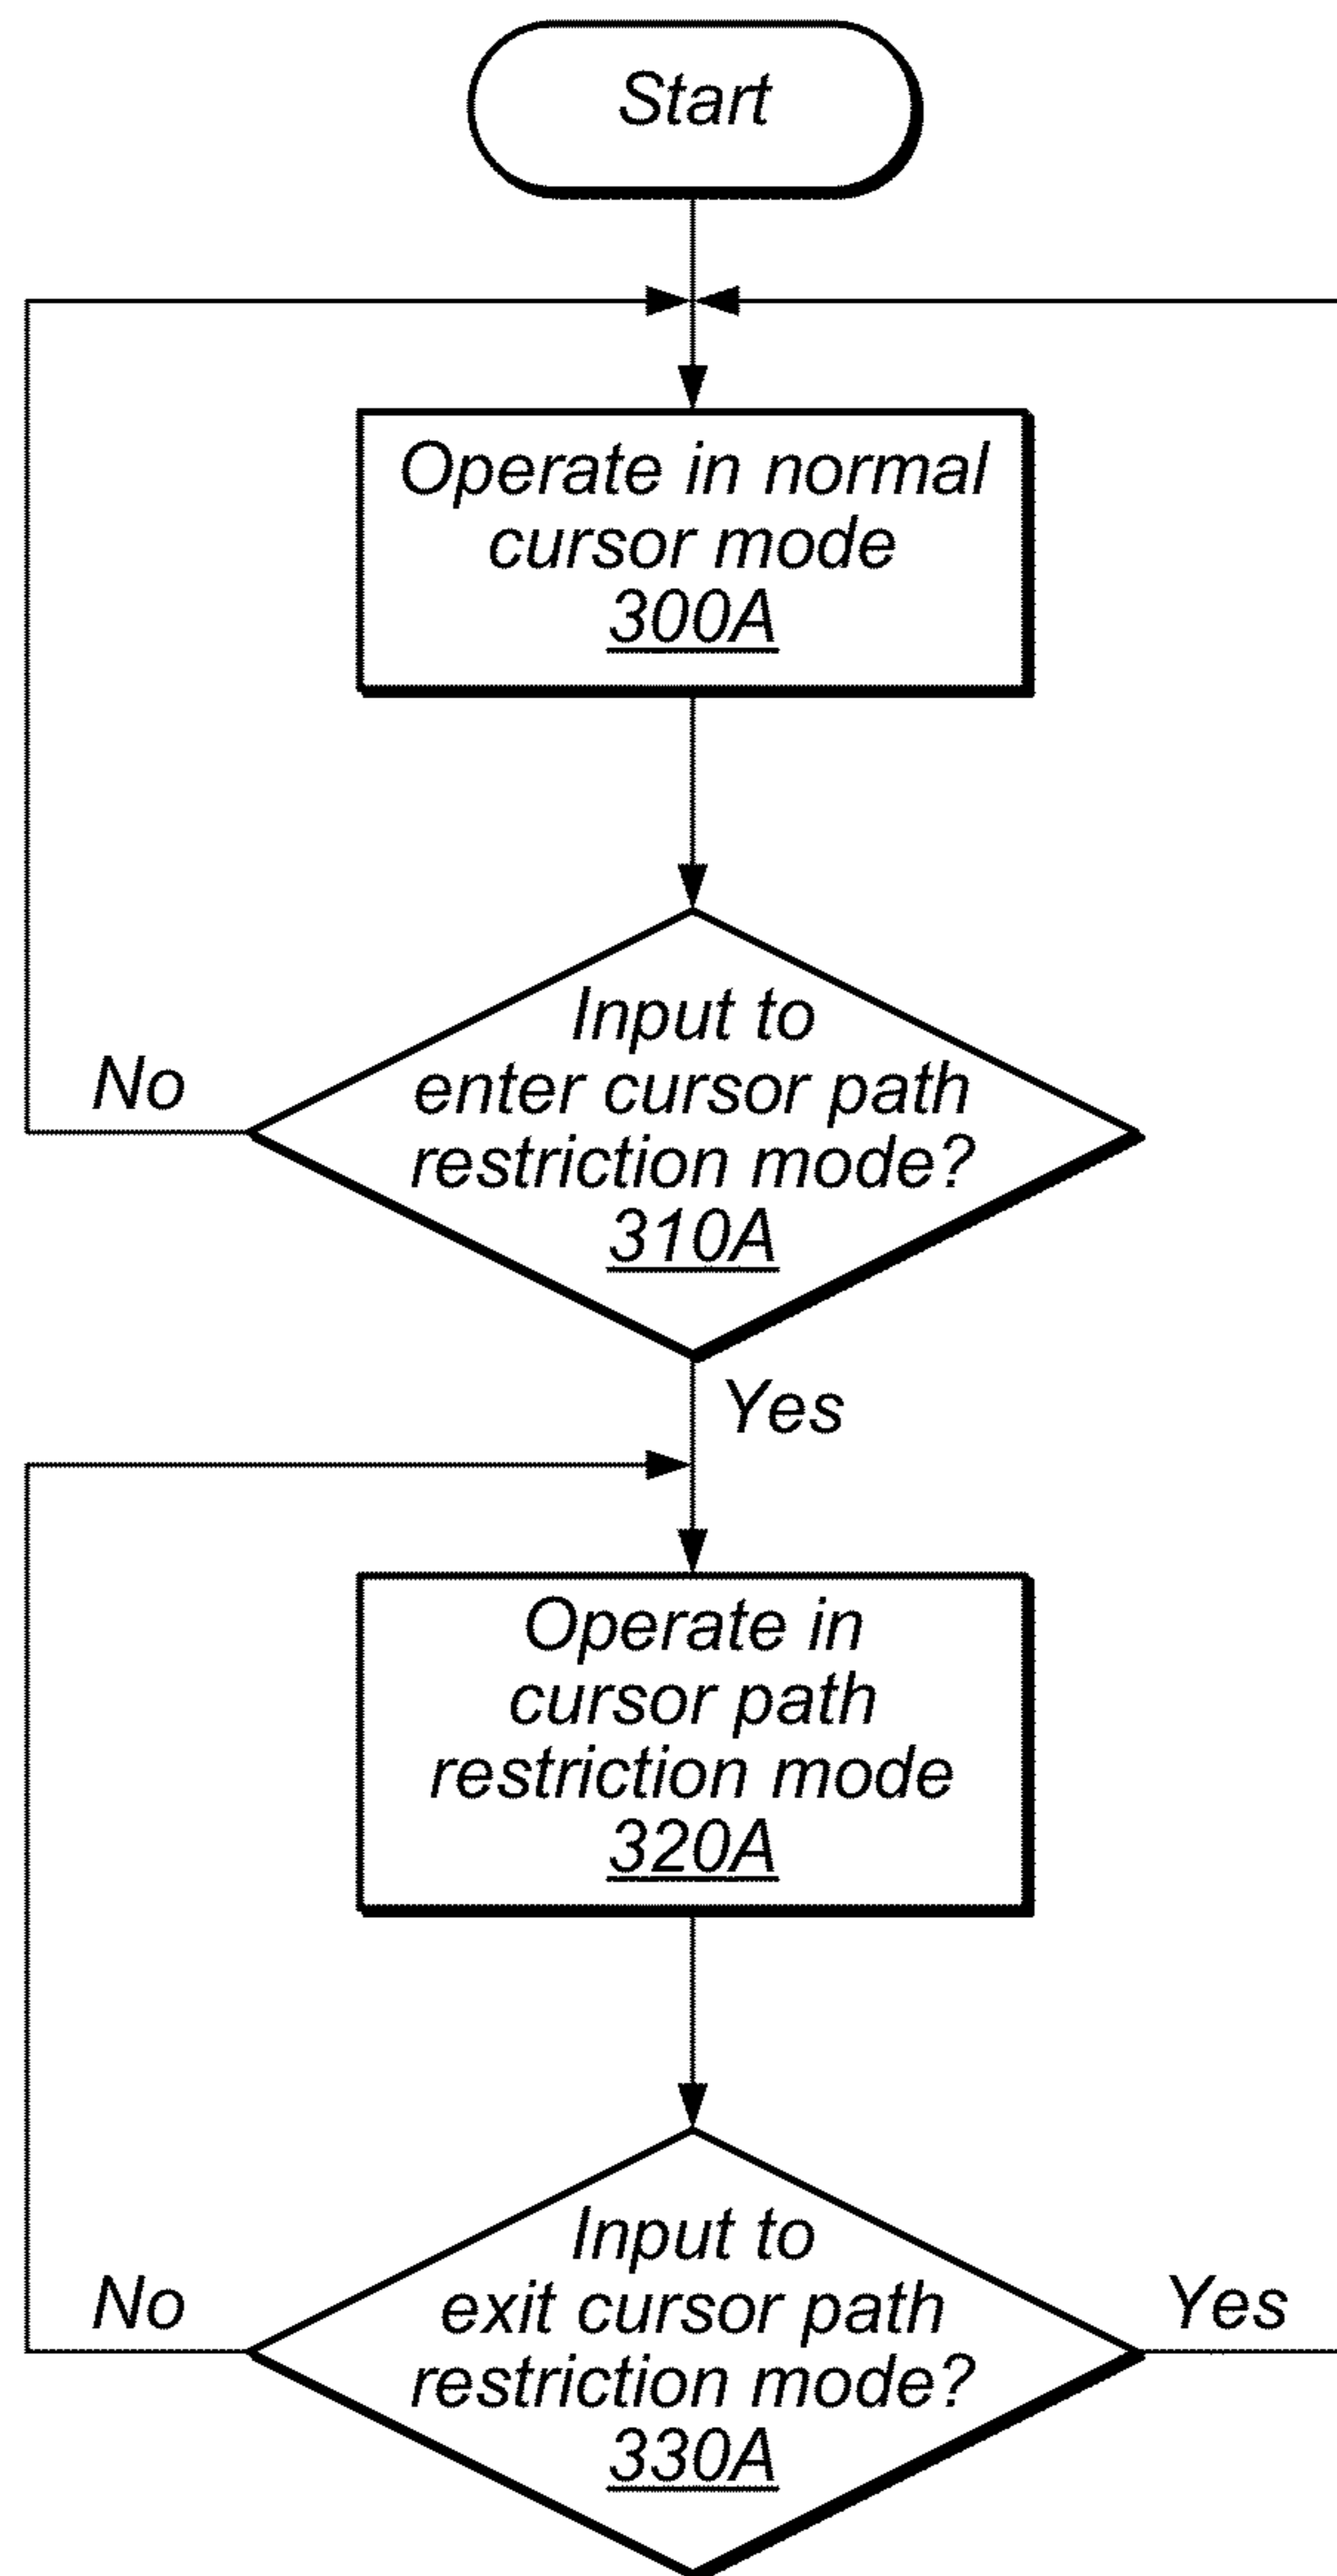 Start
Operate in normal
cursor mode
300A
Input to
enter cursor path
restriction mode?
310A
No
Yes
Operate in
cursor path
restriction mode
320A
Input to
exit cursor path
restriction mode?
330A
No
Yes